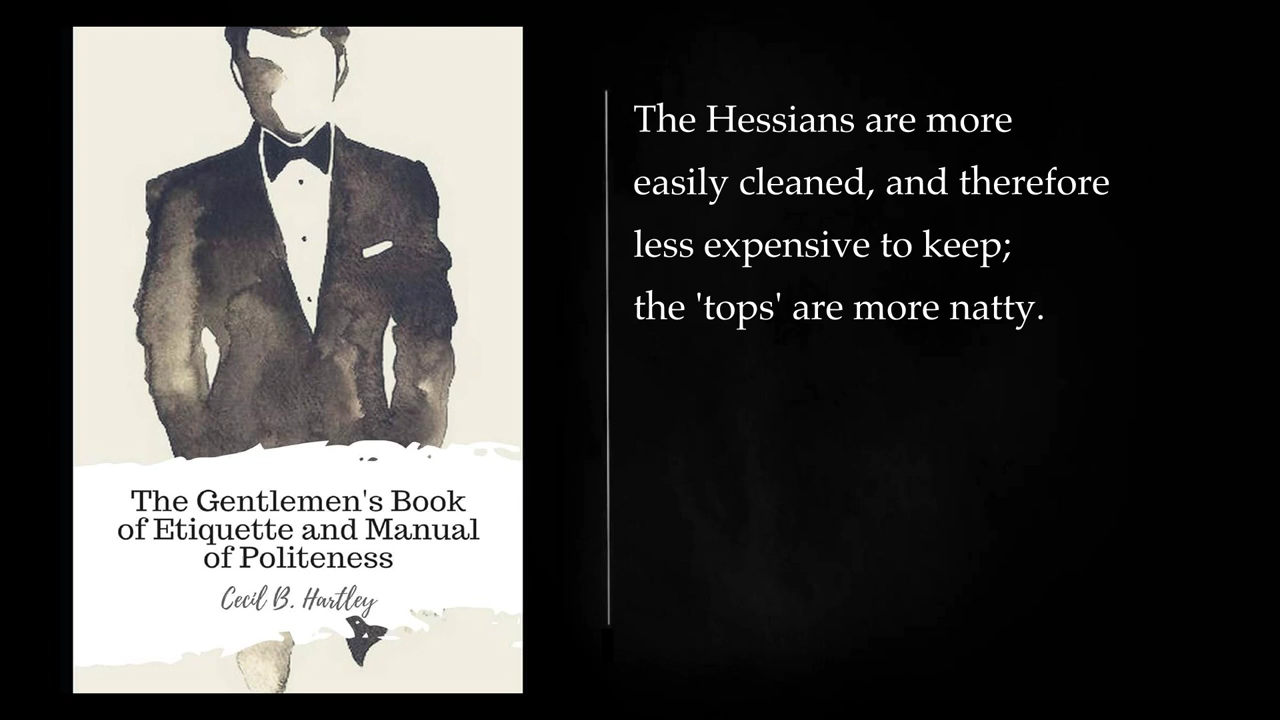 The Gentlemen's Book
of Etiquette and Manual
of Politeness
Cecil B. Hartley
The Hessians are more
easily cleaned, and therefore
less expensive to keep;
the 'tops' are more natty.